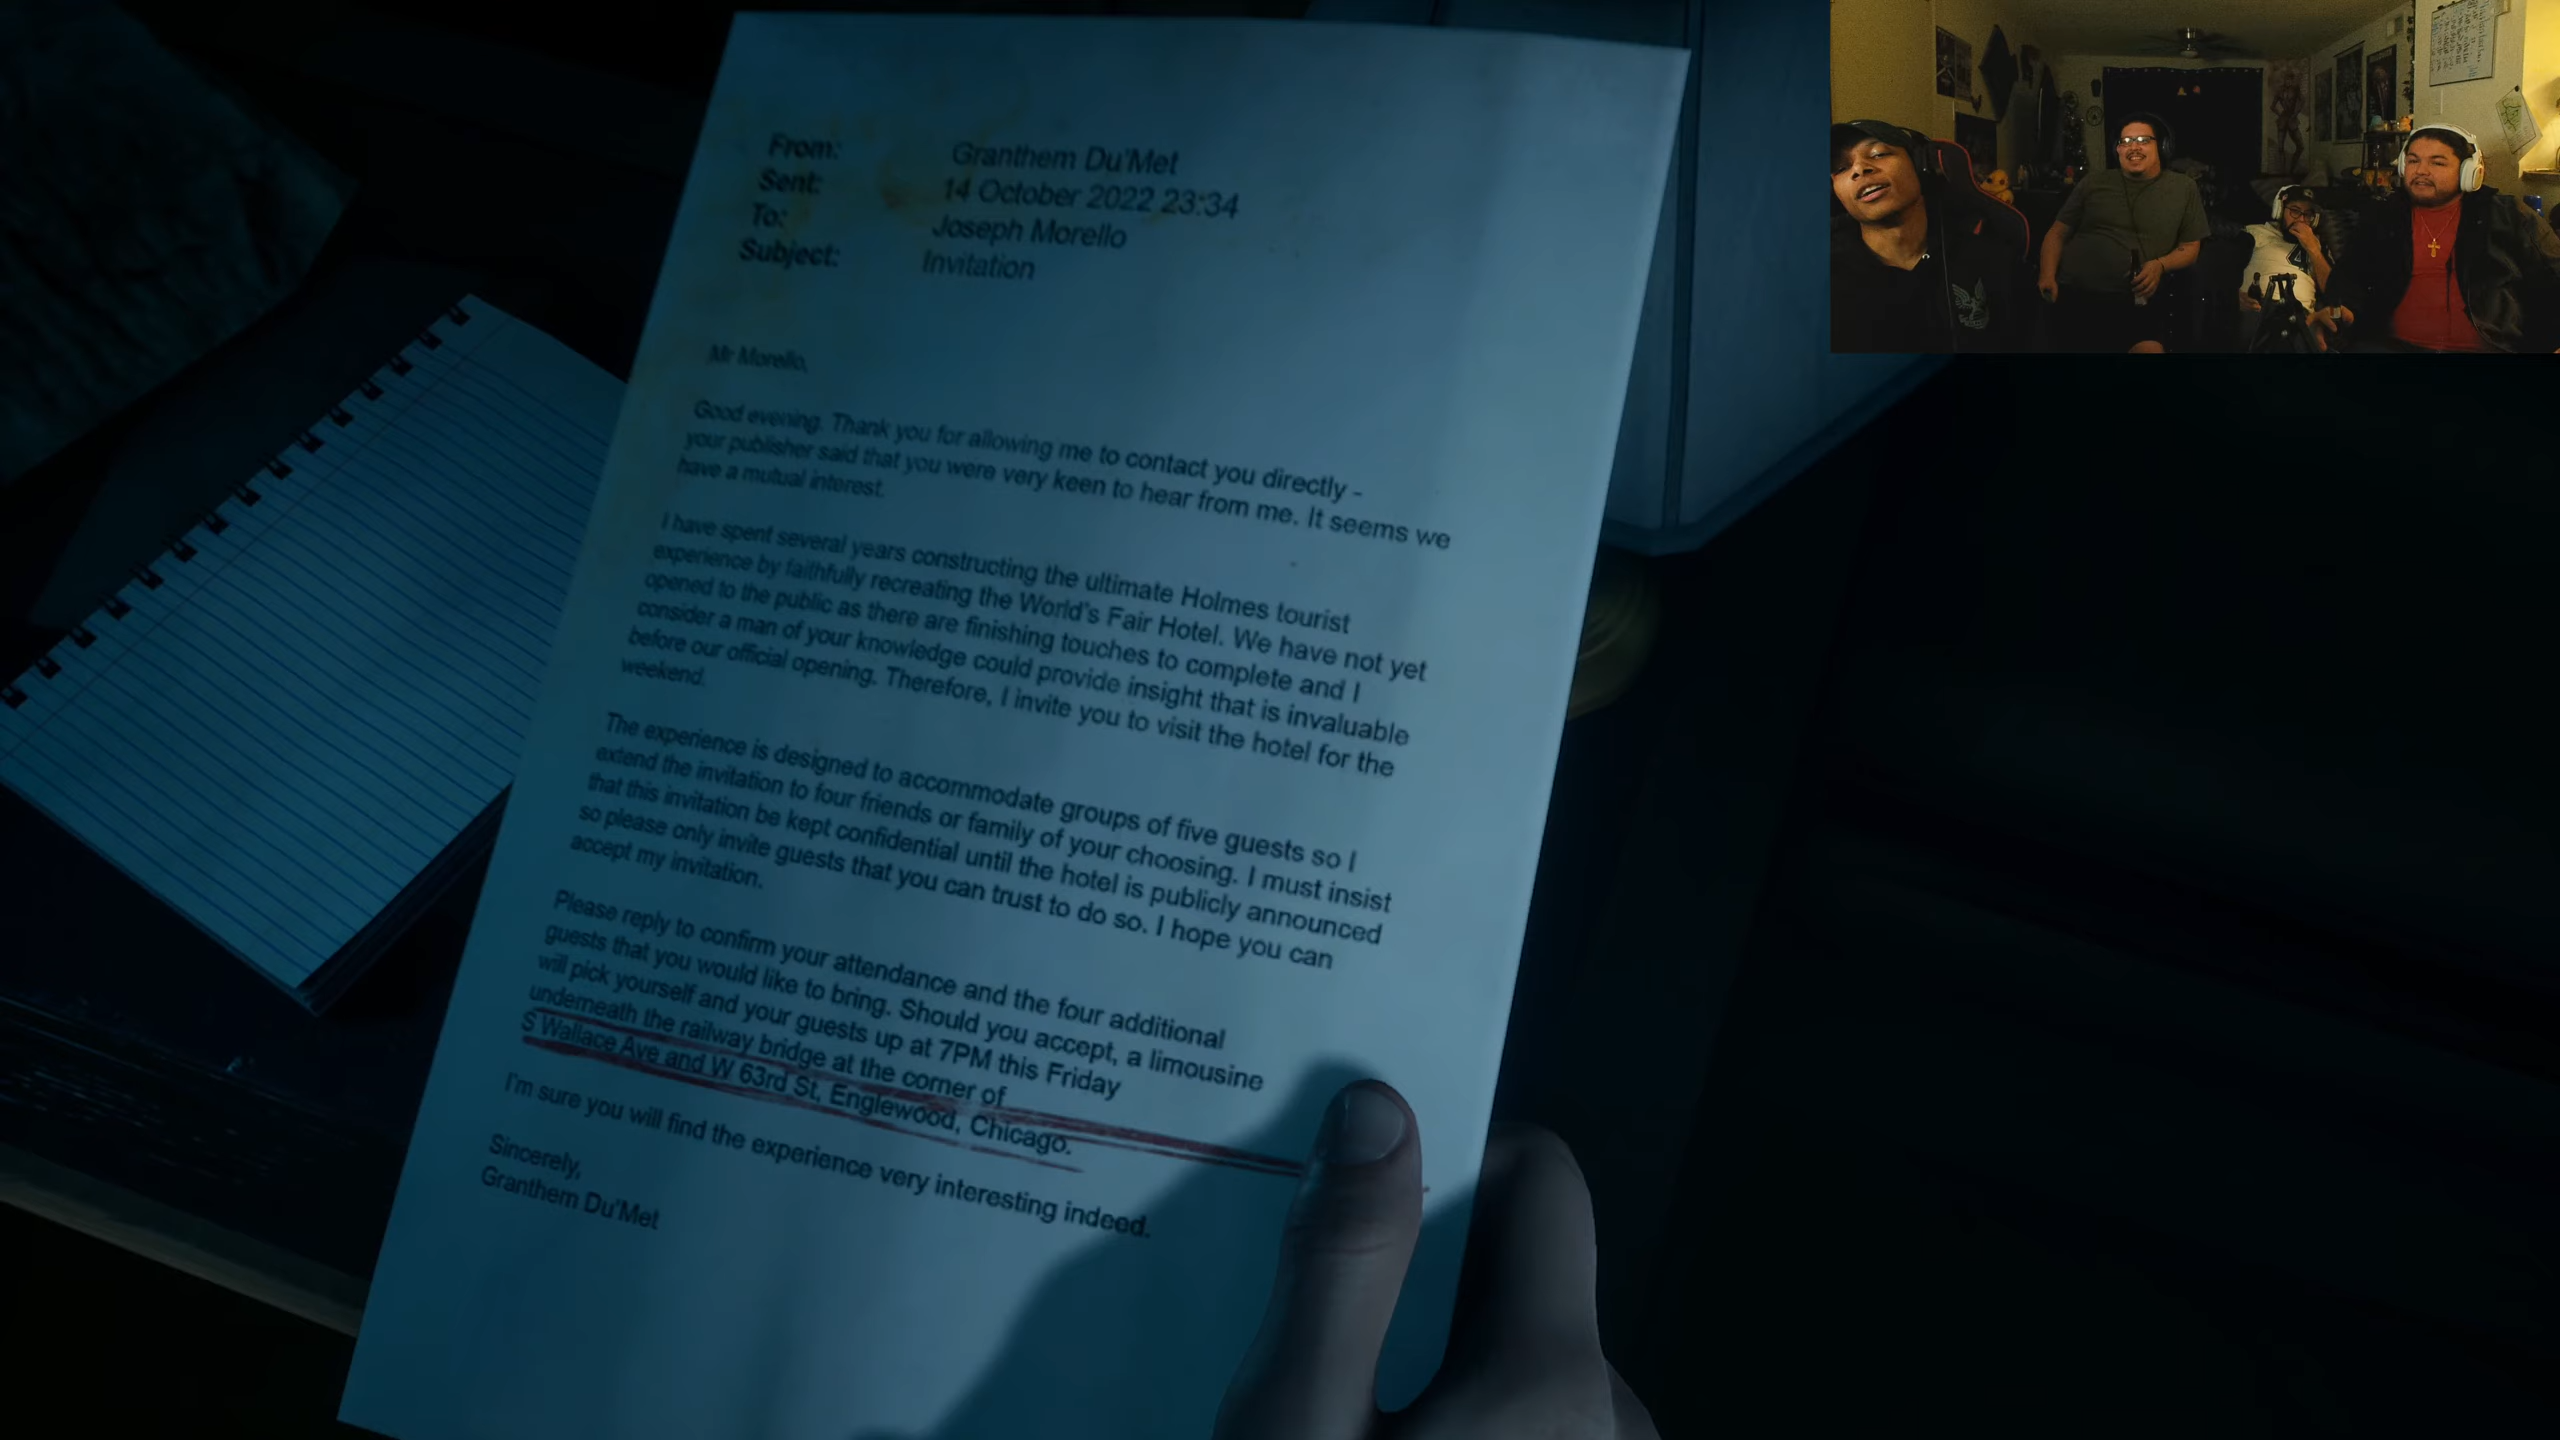 From: Granthem Du'Met
Sent: 14 October 2022 23:34
To: Joseph Morello
Subject: Invitation
Mr Morello,
Good evening. Thank you for allowing me to contact you directly -
your publisher said that you were very keen to hear from me. It seems we
have a mutual interest.
I have spent several years constructing the ultimate Holmes tourist
experience by faithfully recreating the World's Fair Hotel. We have not yet
opened to the public as there are finishing touches to complete and I
consider a man of your knowledge could provide insight that is invaluable
before our official opening. Therefore, I invite you to visit the hotel for the
weekend.
The experience is designed to accommodate groups of five guests so I
extend the invitation to four friends or family of your choosing. I must insist
that this invitation be kept confidential until the hotel is publicly announced
so please only invite guests that you can trust to do so. I hope you can
accept my invitation.
Please reply to confirm your attendance and the four additional
guests that you would like to bring. Should you accept, a limousine
will pick yourself and your guests up at 7PM this Friday
underneath the railway bridge at the corner of
S Wallace Ave and W 63rd St, Englewood, Chicago.
I'm sure you will find the experience very interesting indeed.
Sincerely,
Granthem Du'Met